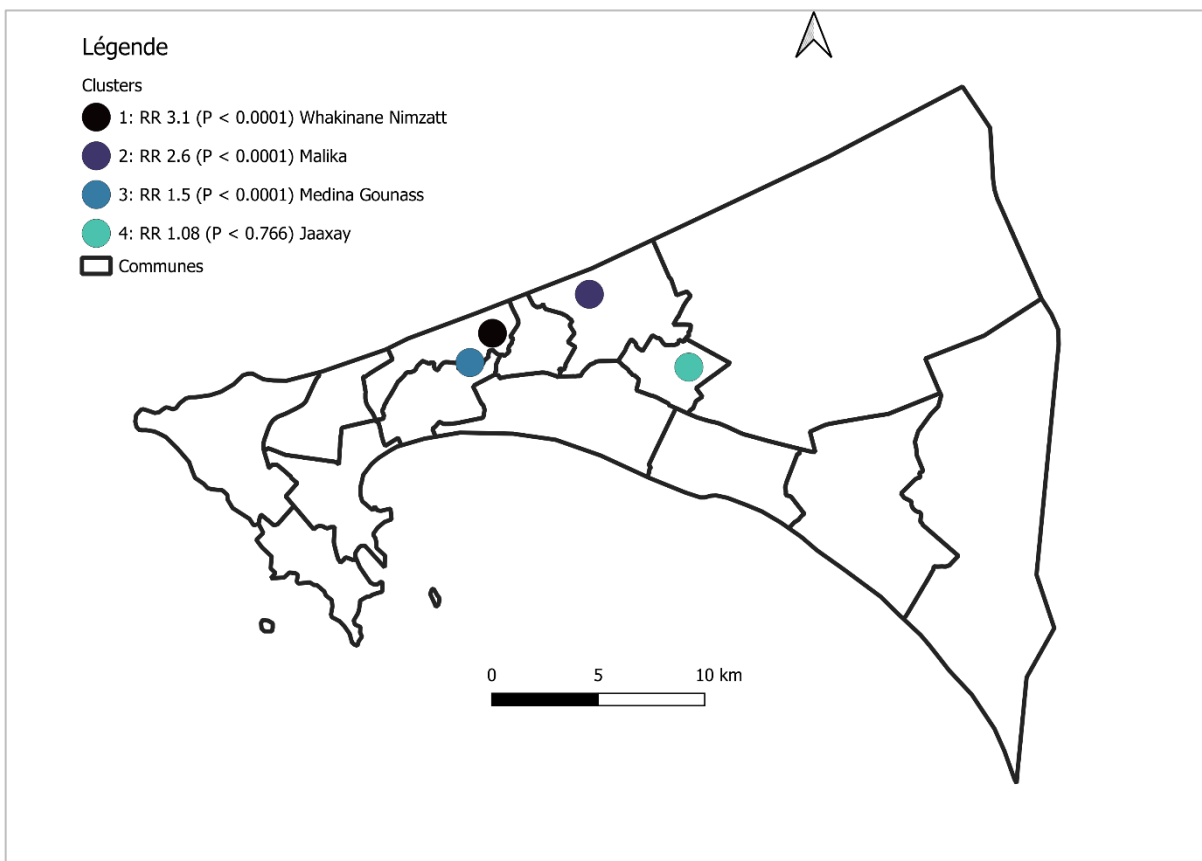 Légende
Clusters
1: RR 3.1 (P < 0.0001) Whakinane Nimzatt
2: RR 2.6 (P < 0.0001) Malika
3: RR 1.5 (P < 0.0001) Medina Gounass
4: RR 1.08 (P < 0.766) Jaaxay
Communes
0 5 10 km